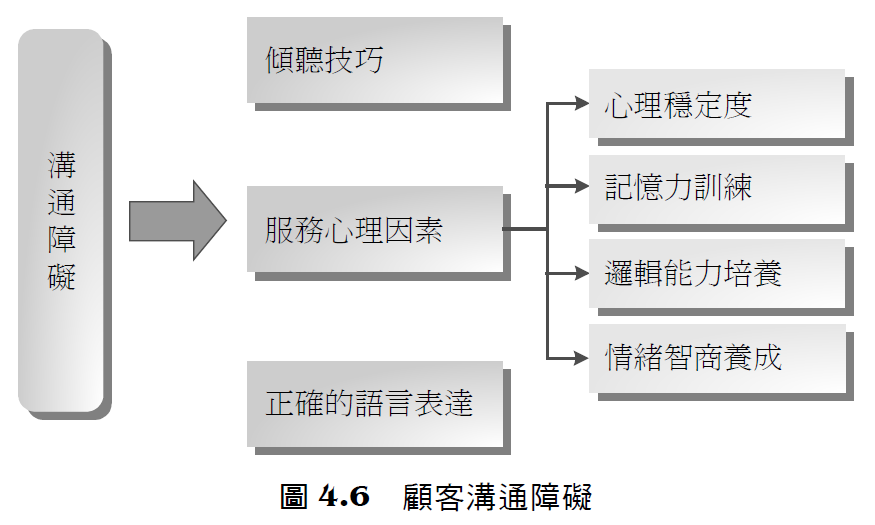 溝通障礙
傾聽技巧
服務心理因素
正確的語言表達
心理穩定度
記憶力訓練
邏輯能力培養
情緒智商養成
圖 4.6 顧客溝通障礙